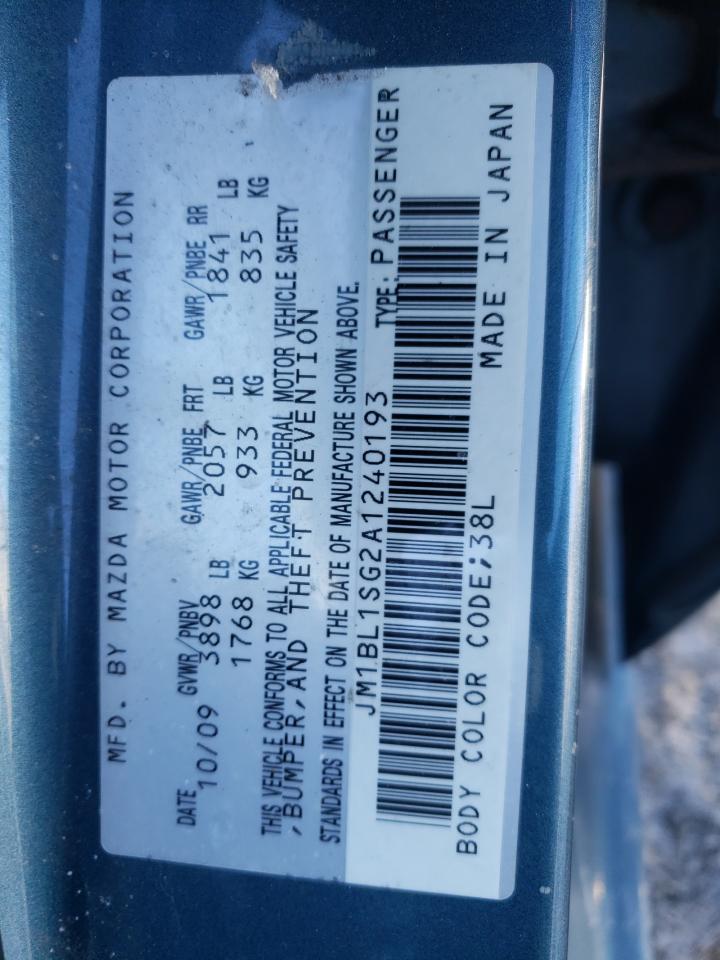 MFD. BY MAZDA MOTOR CORPORATION
DATE GVWR/PNBV GAWR/PNBE FRT GAWR/PNBE RR
10/09 3898 LB 2057 LB 1841 LB
1768 KG 933 KG 835 KG
THIS VEHICLE CONFORMS TO ALL APPLICABLE FEDERAL MOTOR VEHICLE SAFETY
,BUMPER,AND THEFT PREVENTION
STANDARDS IN EFFECT ON THE DATE OF MANUFACTURE SHOWN ABOVE.
JM1BL1SG2A1240193 TYPE: PASSENGER
BODY COLOR CODE;38L MADE IN JAPAN